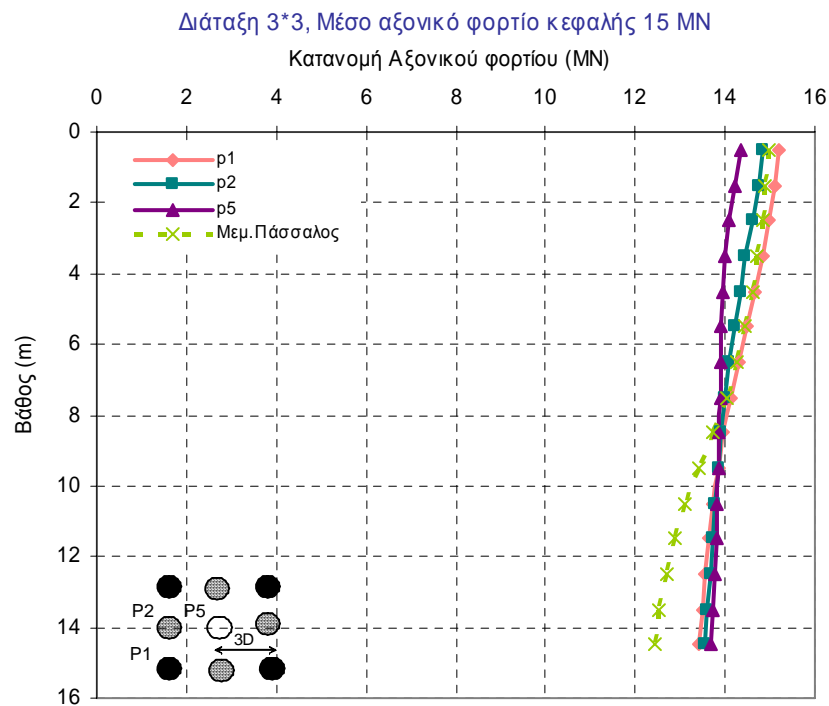 Διάταξη 3*3, Μέσο αξονικό φορτίο κεφαλής 15 MN
Κατανομή Αξονικού φορτίου (MN)
0 2 4 6 8 10 12 14 16
0
2
4
6
8
10
12
14
16
Βάθος (m)
p1
p2
p5
Μεμ.Πάσσαλος
P2 P5
3D
P1